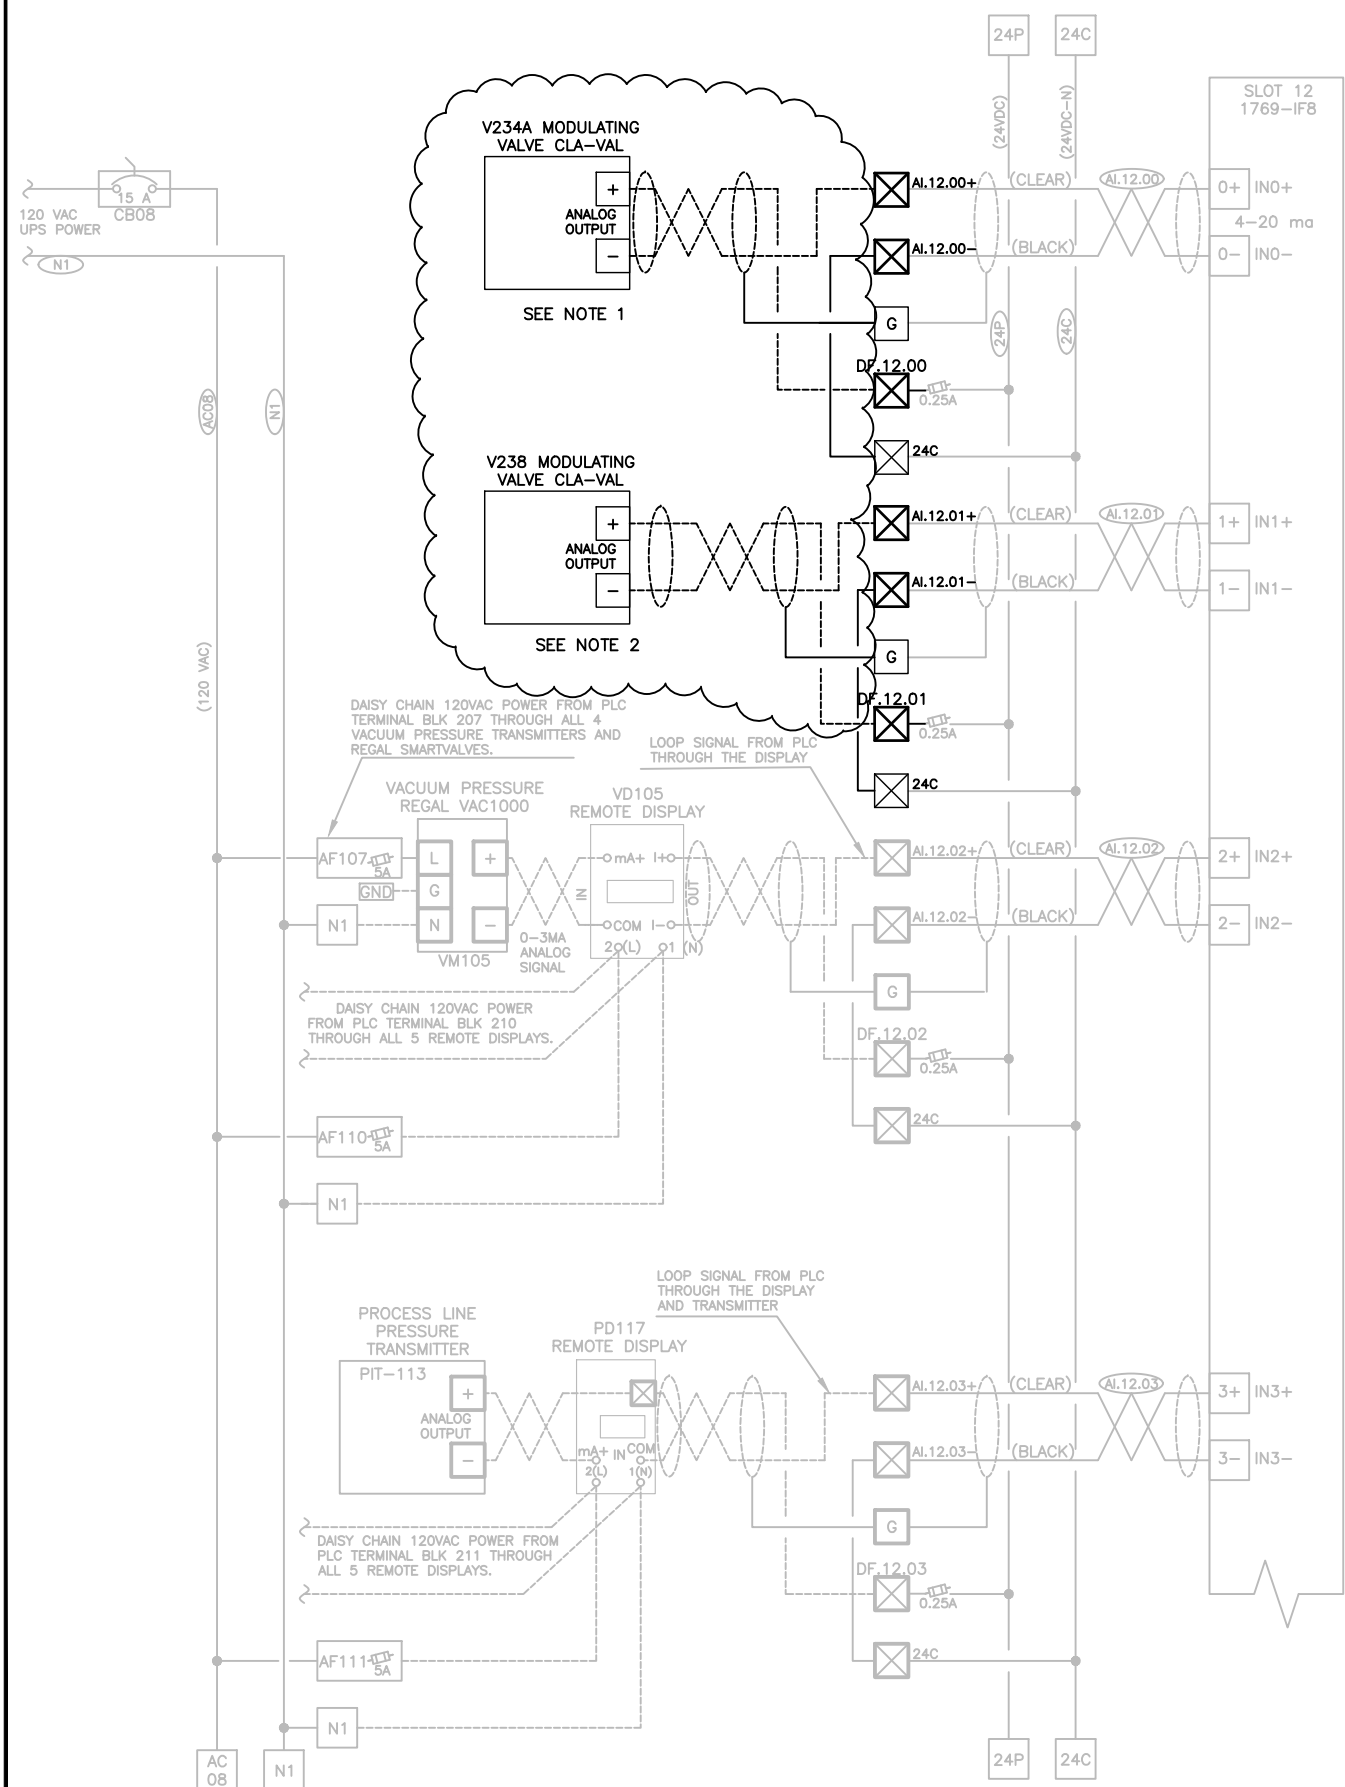 24P
24C
SLOT 12
1769-IF8
(24VDC)
(24VDC-N)
V234A MODULATING
VALVE CLA-VAL
+
ANALOG
OUTPUT
-
SEE NOTE 1
15 A
CB08
120 VAC
UPS POWER
N1
AI.12.00+
(CLEAR)
AI.12.00
0+
IN0+
4-20 ma
AI.12.00-
(BLACK)
0-
IN0-
G
24P
24C
DF.12.00
0.25A
24C
AC08
N1
V238 MODULATING
VALVE CLA-VAL
+
ANALOG
OUTPUT
-
SEE NOTE 2
AI.12.01+
(CLEAR)
AI.12.01
1+
IN1+
AI.12.01-
(BLACK)
1-
IN1-
G
DF.12.01
0.25A
24C
(120 VAC)
DAISY CHAIN 120VAC POWER FROM PLC
TERMINAL BLK 207 THROUGH ALL 4
VACUUM PRESSURE TRANSMITTERS AND
REGAL SMARTVALVES.
LOOP SIGNAL FROM PLC
THROUGH THE DISPLAY
VACUUM PRESSURE
REGAL VAC1000
VD105
REMOTE DISPLAY
AF107
5A
L
+
GND
G
N1
N
-
VM105
0-3MA
ANALOG
SIGNAL
mA+
I+
IN
OUT
COM
I-
2
(L)
1
(N)
AI.12.02+
(CLEAR)
AI.12.02
2+
IN2+
AI.12.02-
(BLACK)
2-
IN2-
G
DF.12.02
0.25A
24C
DAISY CHAIN 120VAC POWER
FROM PLC TERMINAL BLK 210
THROUGH ALL 5 REMOTE DISPLAYS.
AF110
5A
N1
LOOP SIGNAL FROM PLC
THROUGH THE DISPLAY
AND TRANSMITTER
PROCESS LINE
PRESSURE
TRANSMITTER
PIT-113
+
ANALOG
OUTPUT
-
PD117
REMOTE DISPLAY
mA+
IN
COM
2(L)
1(N)
AI.12.03+
(CLEAR)
AI.12.03
3+
IN3+
AI.12.03-
(BLACK)
3-
IN3-
G
DF.12.03
0.25A
24C
DAISY CHAIN 120VAC POWER FROM
PLC TERMINAL BLK 211 THROUGH
ALL 5 REMOTE DISPLAYS.
AF111
5A
N1
AC
08
N1
24P
24C